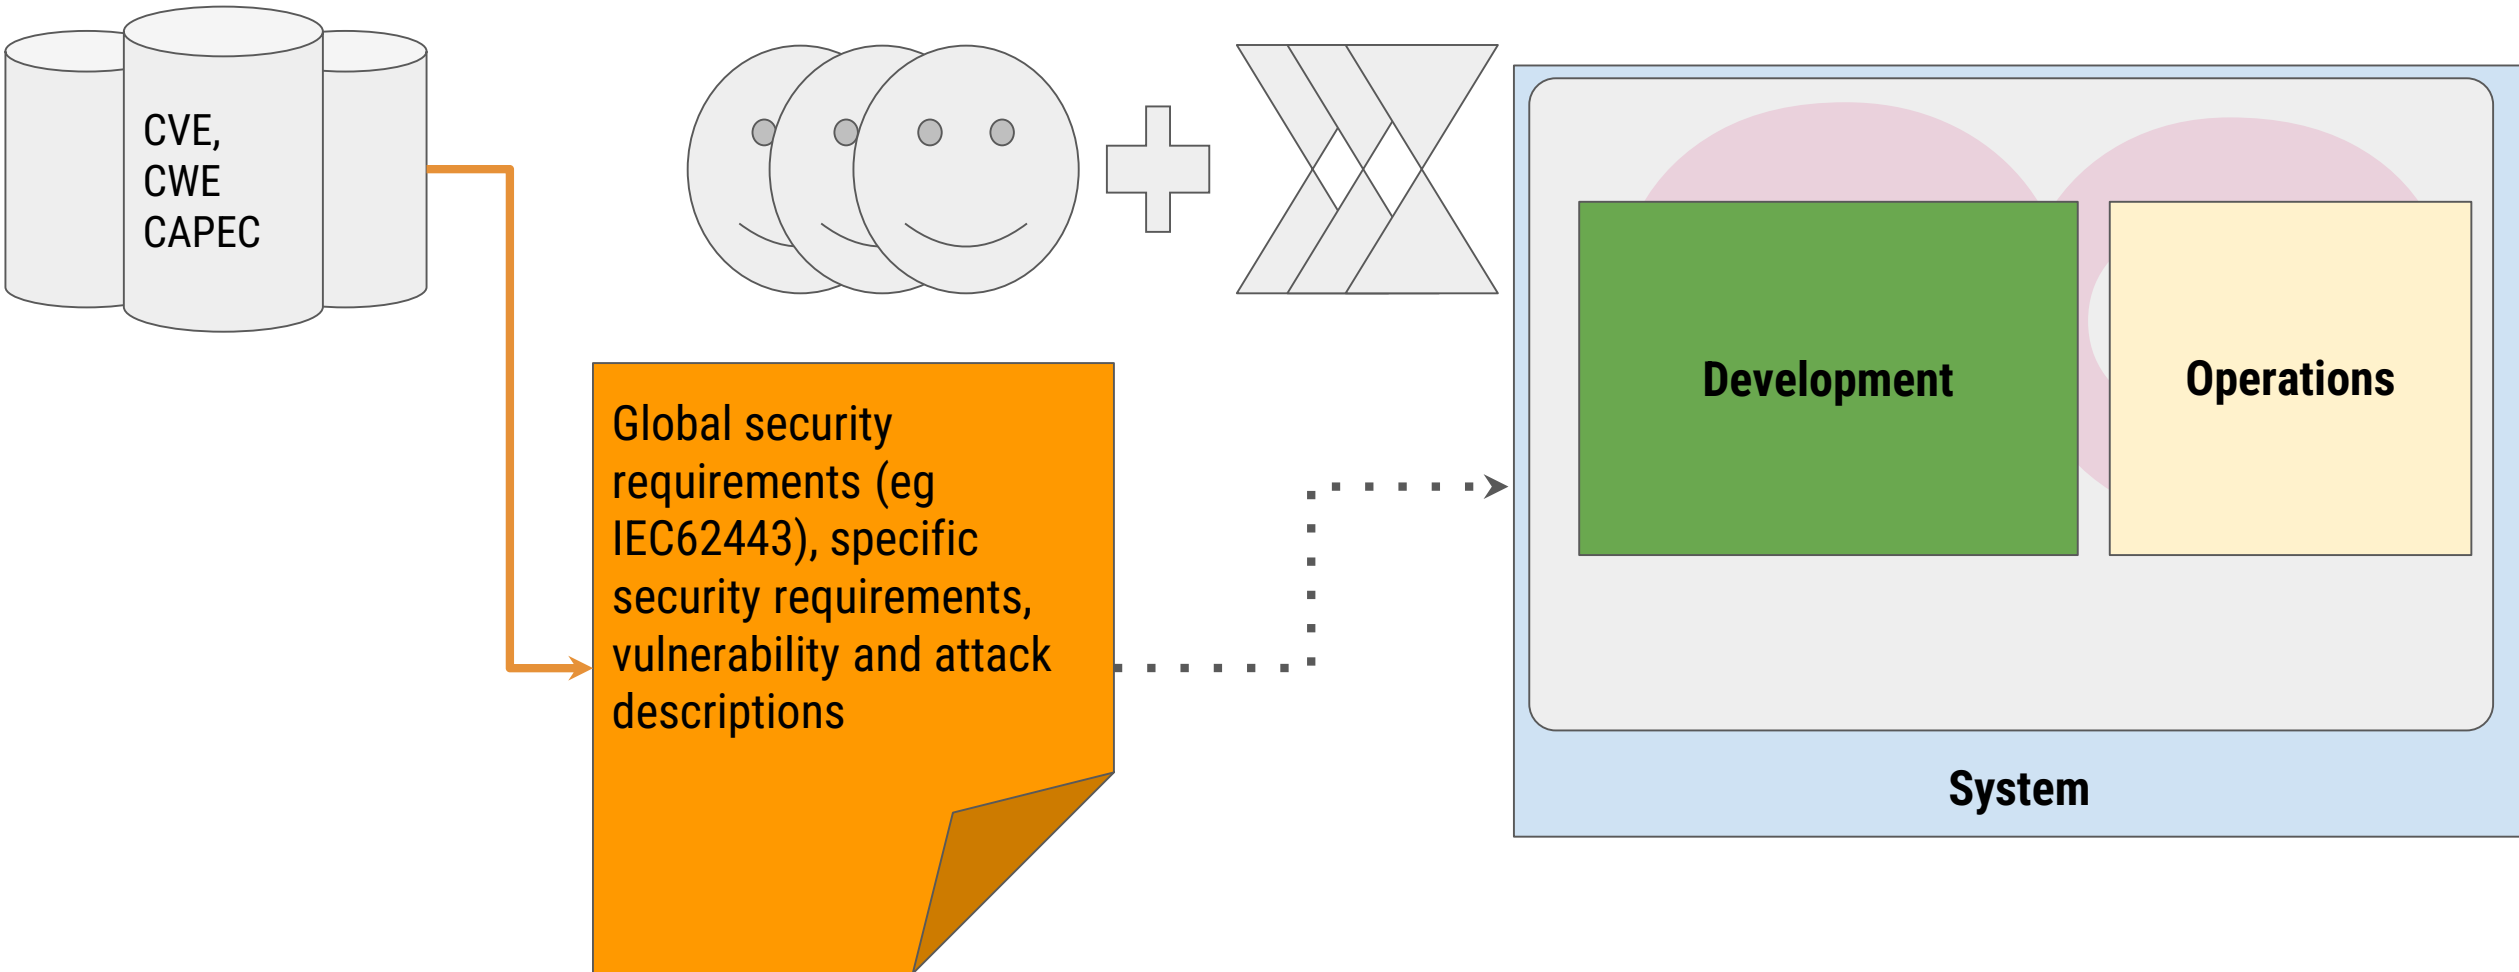 CVE,
CWE
CAPEC
Global security
requirements (eg
IEC62443), specific
security requirements,
vulnerability and attack
descriptions
Development
Operations
System